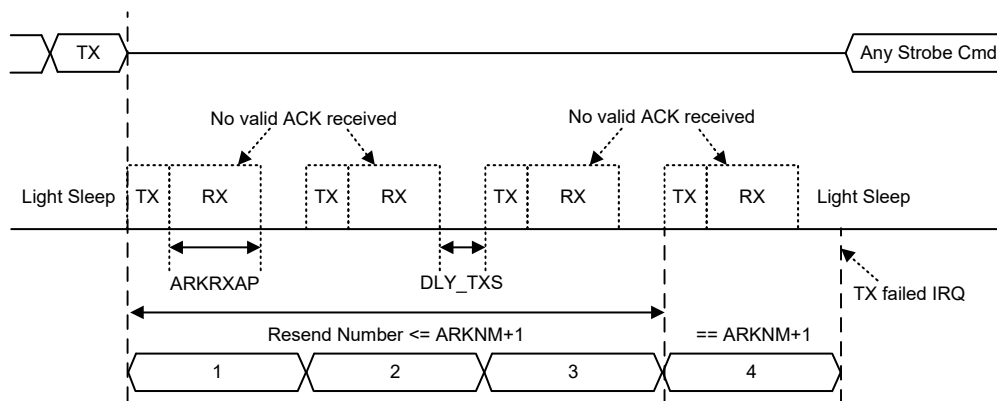 TX
Any Strobe Cmd
No valid ACK received
No valid ACK received
Light Sleep
TX
RX
TX
RX
TX
RX
TX
RX
Light Sleep
ARKRXAP
DLY_TXS
TX failed IRQ
Resend Number <= ARKNM+1
== ARKNM+1
1
2
3
4